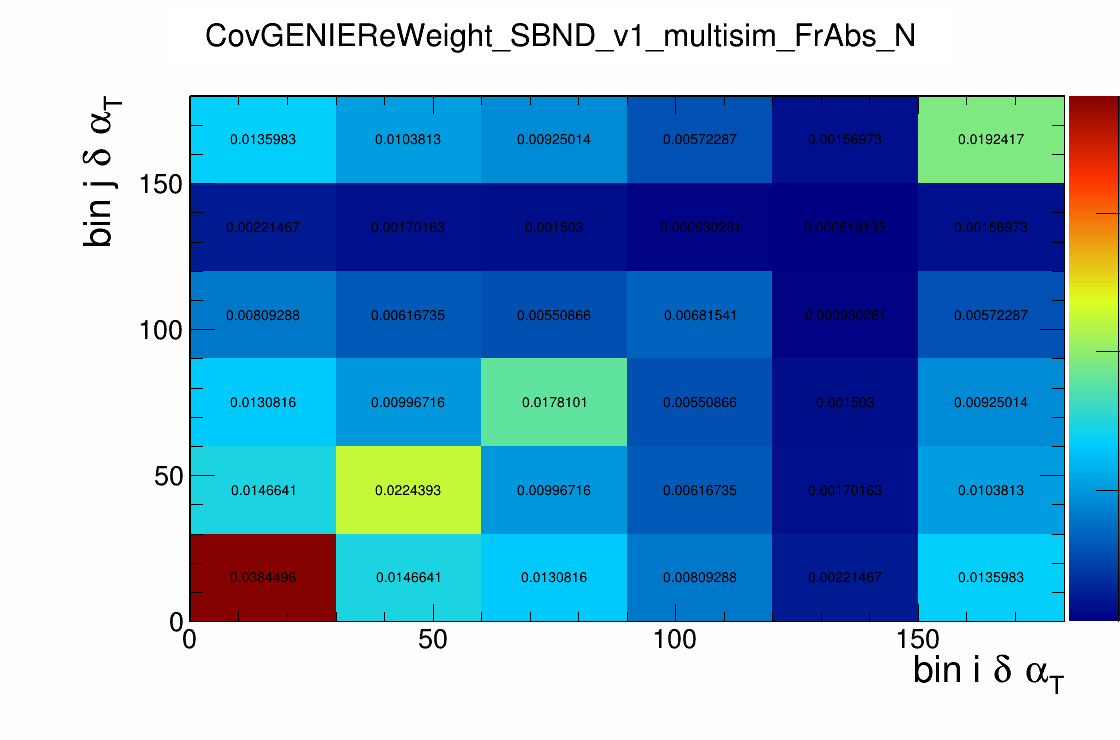 CovGENIEReWeight_SBND_v1_multisim_FrAbs_N
bin j δ αT
0.0135983 0.0103813 0.00925014 0.00572287 0.00156973 0.0192417
150
0.00221467 0.00170163 0.001503 0.000930261 0.000519135 0.00156973
0.00809288 0.00616735 0.00550866 0.00681541 0.000930261 0.00572287
100
0.0130816 0.00996716 0.0178101 0.00550866 0.001503 0.00925014
50
0.0146641 0.0224393 0.00996716 0.00616735 0.00170163 0.0103813
0.0384496 0.0146641 0.0130816 0.00809288 0.00221467 0.0135983
0
0 50 100 150
bin i δ αT